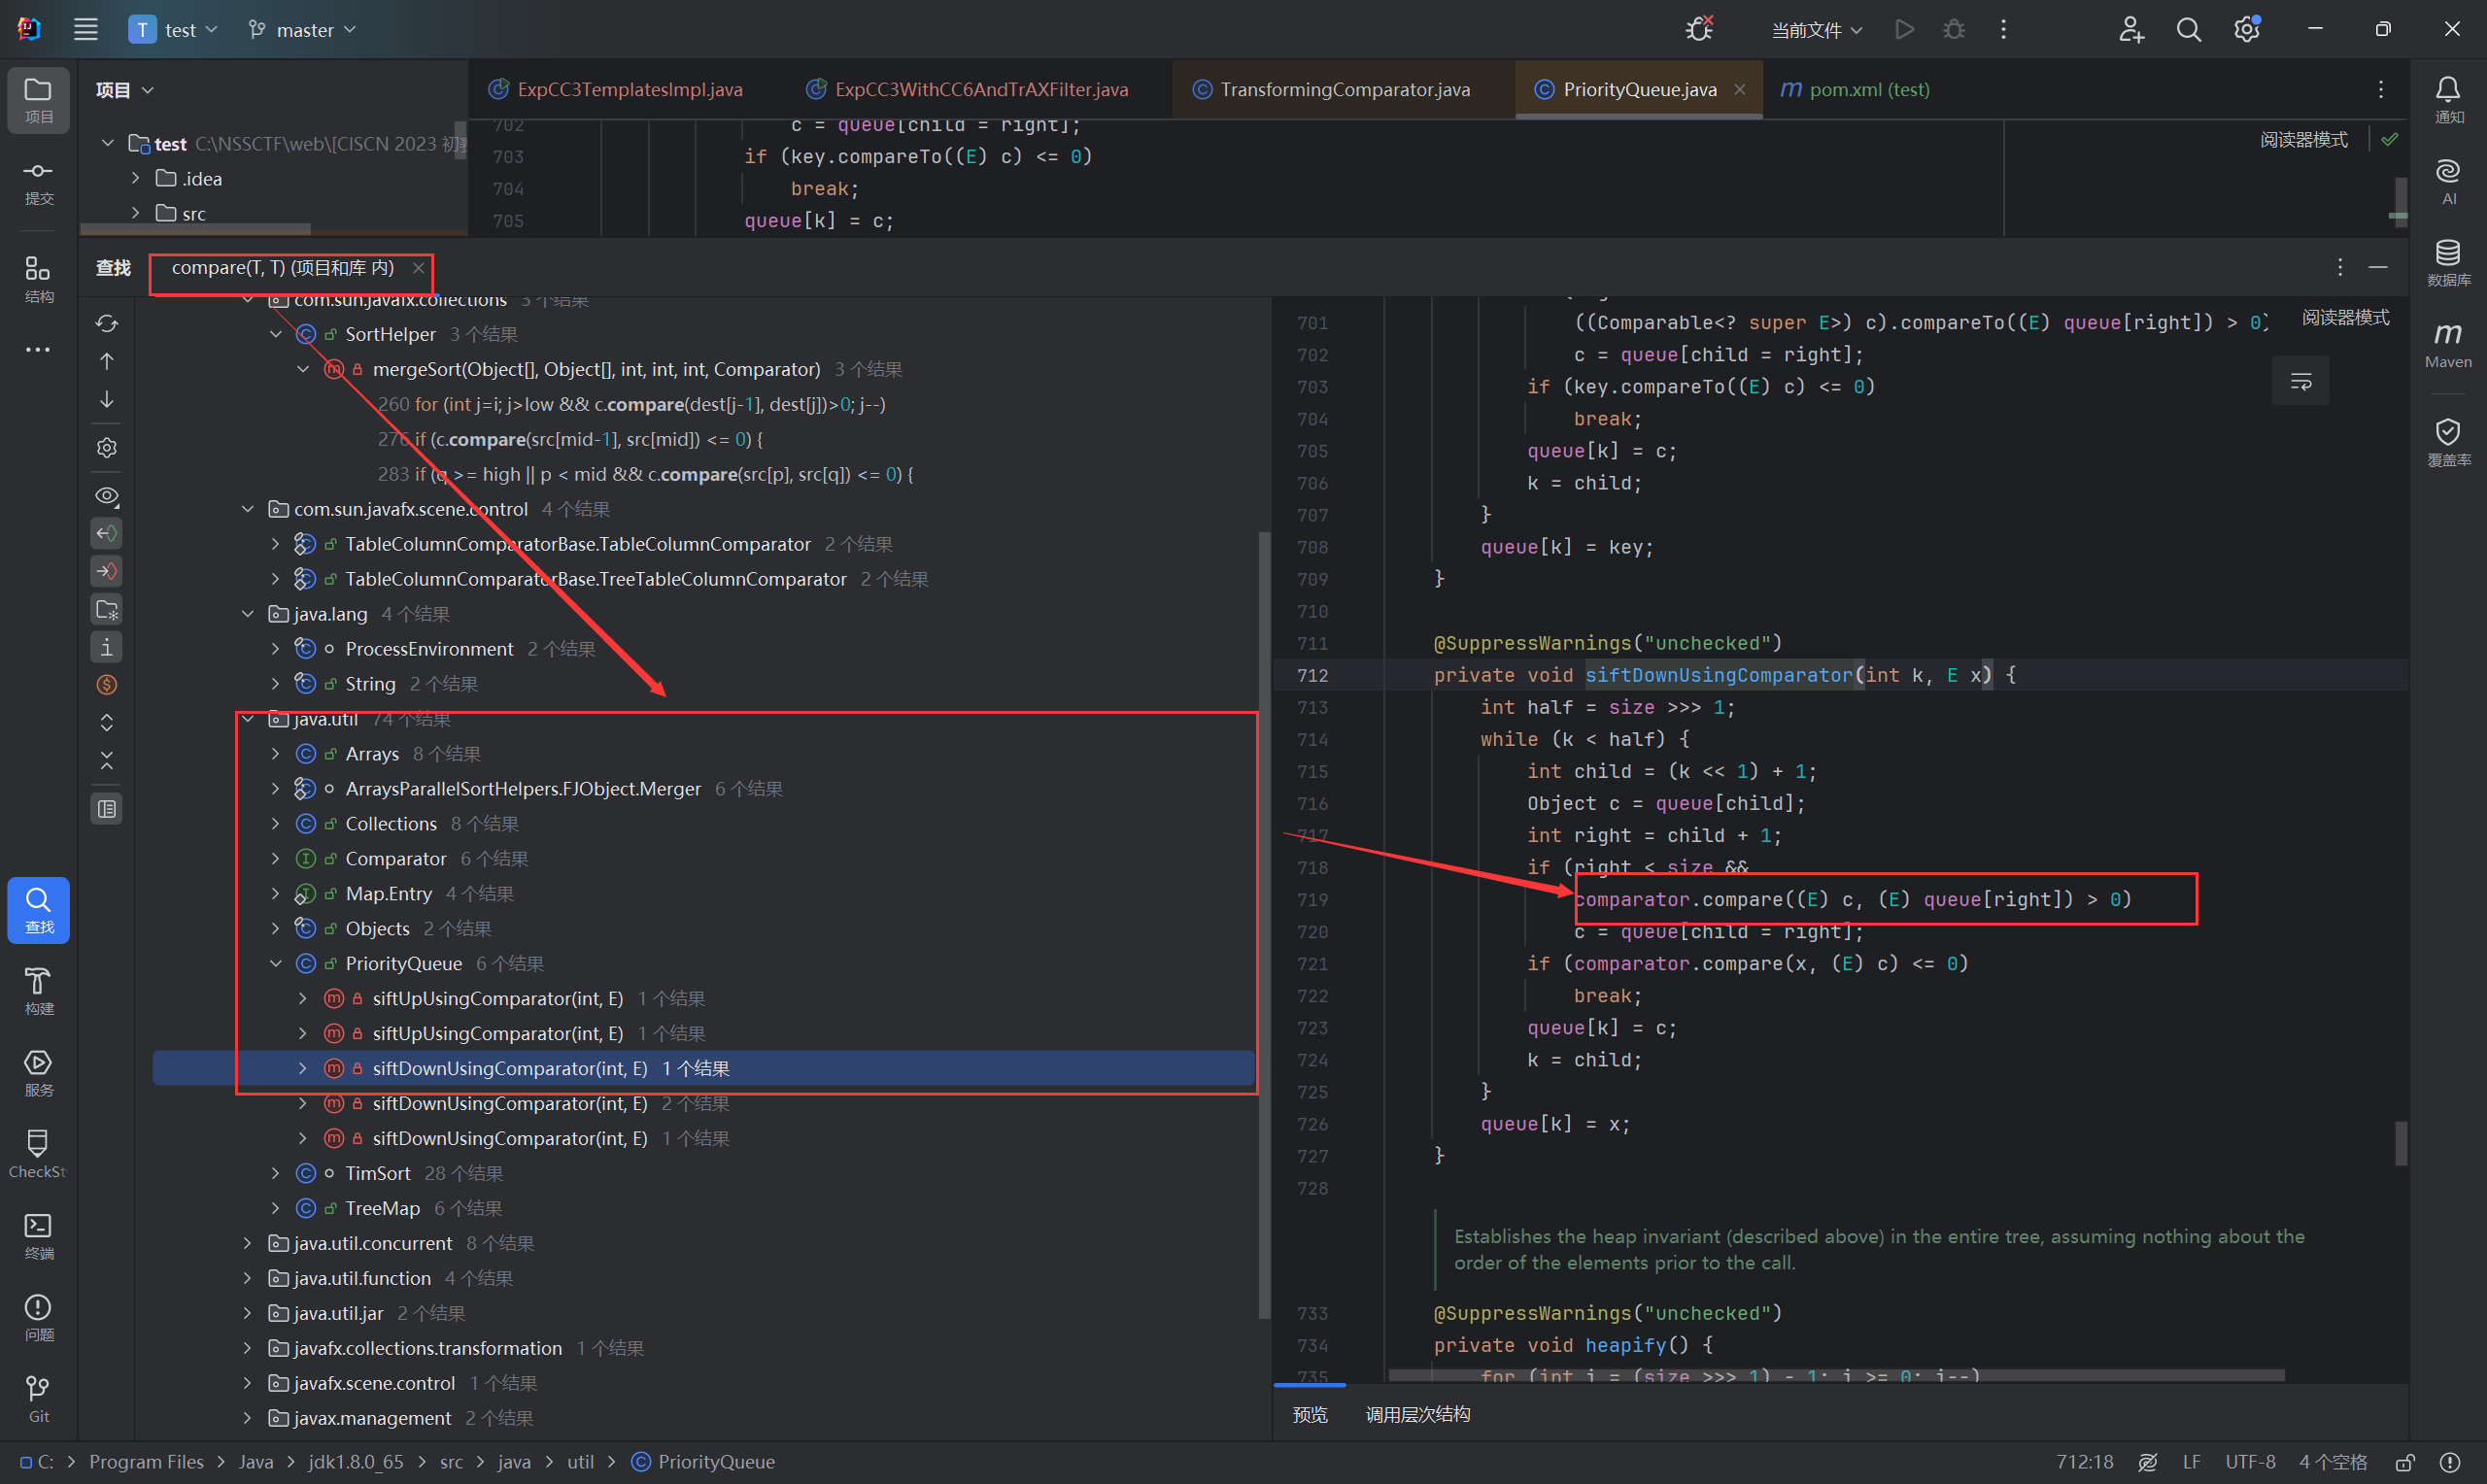 T test master 当前文件
项目 ExpCC3TemplatesImpl.java ExpCC3WithCC6AndTrAXFilter.java TransformingComparator.java PriorityQueue.java pom.xml (test)
项目
提交
结构
test C:\NSSCTF\web\[CISCN 2023 初
.idea
src
702 c = queue[child = right];
703 if (key.compareTo((E) c) <= 0)
704 break;
705 queue[k] = c;
阅读器模式
通知
AI
数据库
Maven
覆盖率
查找 compare(T, T) (项目和库 内)
com.sun.javafx.collections 3 个结果
SortHelper 3 个结果
mergeSort(Object[], Object[], int, int, int, Comparator) 3 个结果
260 for (int j=i; j>low && c.compare(dest[j-1], dest[j])>0; j--)
276 if (c.compare(src[mid-1], src[mid]) <= 0) {
283 if (q >= high || p < mid && c.compare(src[p], src[q]) <= 0) {
com.sun.javafx.scene.control 4 个结果
TableColumnComparatorBase.TableColumnComparator 2 个结果
TableColumnComparatorBase.TreeTableColumnComparator 2 个结果
java.lang 4 个结果
ProcessEnvironment 2 个结果
String 2 个结果
java.util 74 个结果
Arrays 8 个结果
ArraysParallelSortHelpers.FJObject.Merger 6 个结果
Collections 8 个结果
Comparator 6 个结果
Map.Entry 4 个结果
Objects 2 个结果
PriorityQueue 6 个结果
siftUpUsingComparator(int, E) 1 个结果
siftUpUsingComparator(int, E) 1 个结果
siftDownUsingComparator(int, E) 1 个结果
siftDownUsingComparator(int, E) 2 个结果
siftDownUsingComparator(int, E) 1 个结果
TimSort 28 个结果
TreeMap 6 个结果
java.util.concurrent 8 个结果
java.util.function 4 个结果
java.util.jar 2 个结果
javafx.collections.transformation 1 个结果
javafx.scene.control 1 个结果
javax.management 2 个结果
阅读器模式
701 ((Comparable<? super E>) c).compareTo((E) queue[right]) > 0)
702 c = queue[child = right];
703 if (key.compareTo((E) c) <= 0)
704 break;
705 queue[k] = c;
706 k = child;
707 }
708 queue[k] = key;
709 }
710
711 @SuppressWarnings("unchecked")
712 private void siftDownUsingComparator(int k, E x) {
713 int half = size >>> 1;
714 while (k < half) {
715 int child = (k << 1) + 1;
716 Object c = queue[child];
717 int right = child + 1;
718 if (right < size &&
719 comparator.compare((E) c, (E) queue[right]) > 0)
720 c = queue[child = right];
721 if (comparator.compare(x, (E) c) <= 0)
722 break;
723 queue[k] = c;
724 k = child;
725 }
726 queue[k] = x;
727 }
728
Establishes the heap invariant (described above) in the entire tree, assuming nothing about the
order of the elements prior to the call.
733 @SuppressWarnings("unchecked")
734 private void heapify() {
735 for (int i = (size >>> 1) - 1; i >= 0; i--)
预览 调用层次结构
查找
构建
服务
CheckSt
终端
问题
Git
C: > Program Files > Java > jdk1.8.0_65 > src > java > util > PriorityQueue 712:18 LF UTF-8 4 个空格